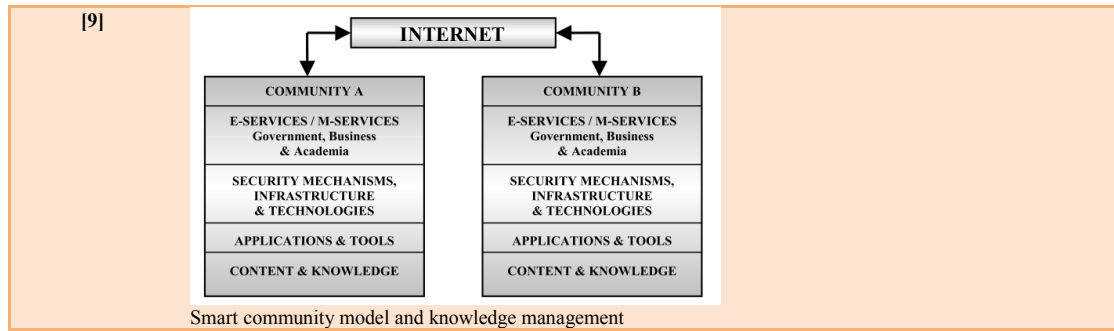 [9]
INTERNET
COMMUNITY A
E-SERVICES / M-SERVICES
Government, Business
& Academia
SECURITY MECHANISMS,
INFRASTRUCTURE
& TECHNOLOGIES
APPLICATIONS & TOOLS
CONTENT & KNOWLEDGE
COMMUNITY B
E-SERVICES / M-SERVICES
Government, Business
& Academia
SECURITY MECHANISMS,
INFRASTRUCTURE
& TECHNOLOGIES
APPLICATIONS & TOOLS
CONTENT & KNOWLEDGE
Smart community model and knowledge management